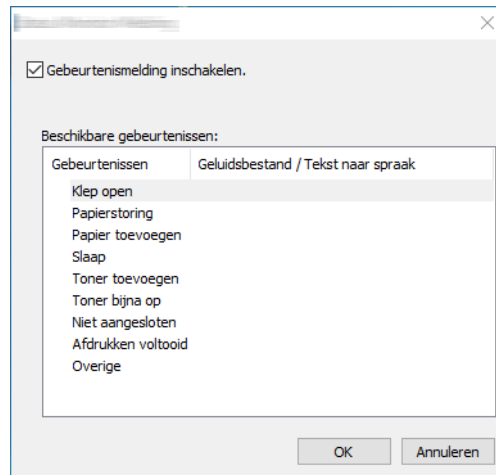 Gebeurtenismelding inschakelen.
Beschikbare gebeurtenissen:
Gebeurtenissen Geluidsbestand / Tekst naar spraak
Klep open
Papierstoring
Papier toevoegen
Slaap
Toner toevoegen
Toner bijna op
Niet aangesloten
Afdrukken voltooid
Overige
OK Annuleren